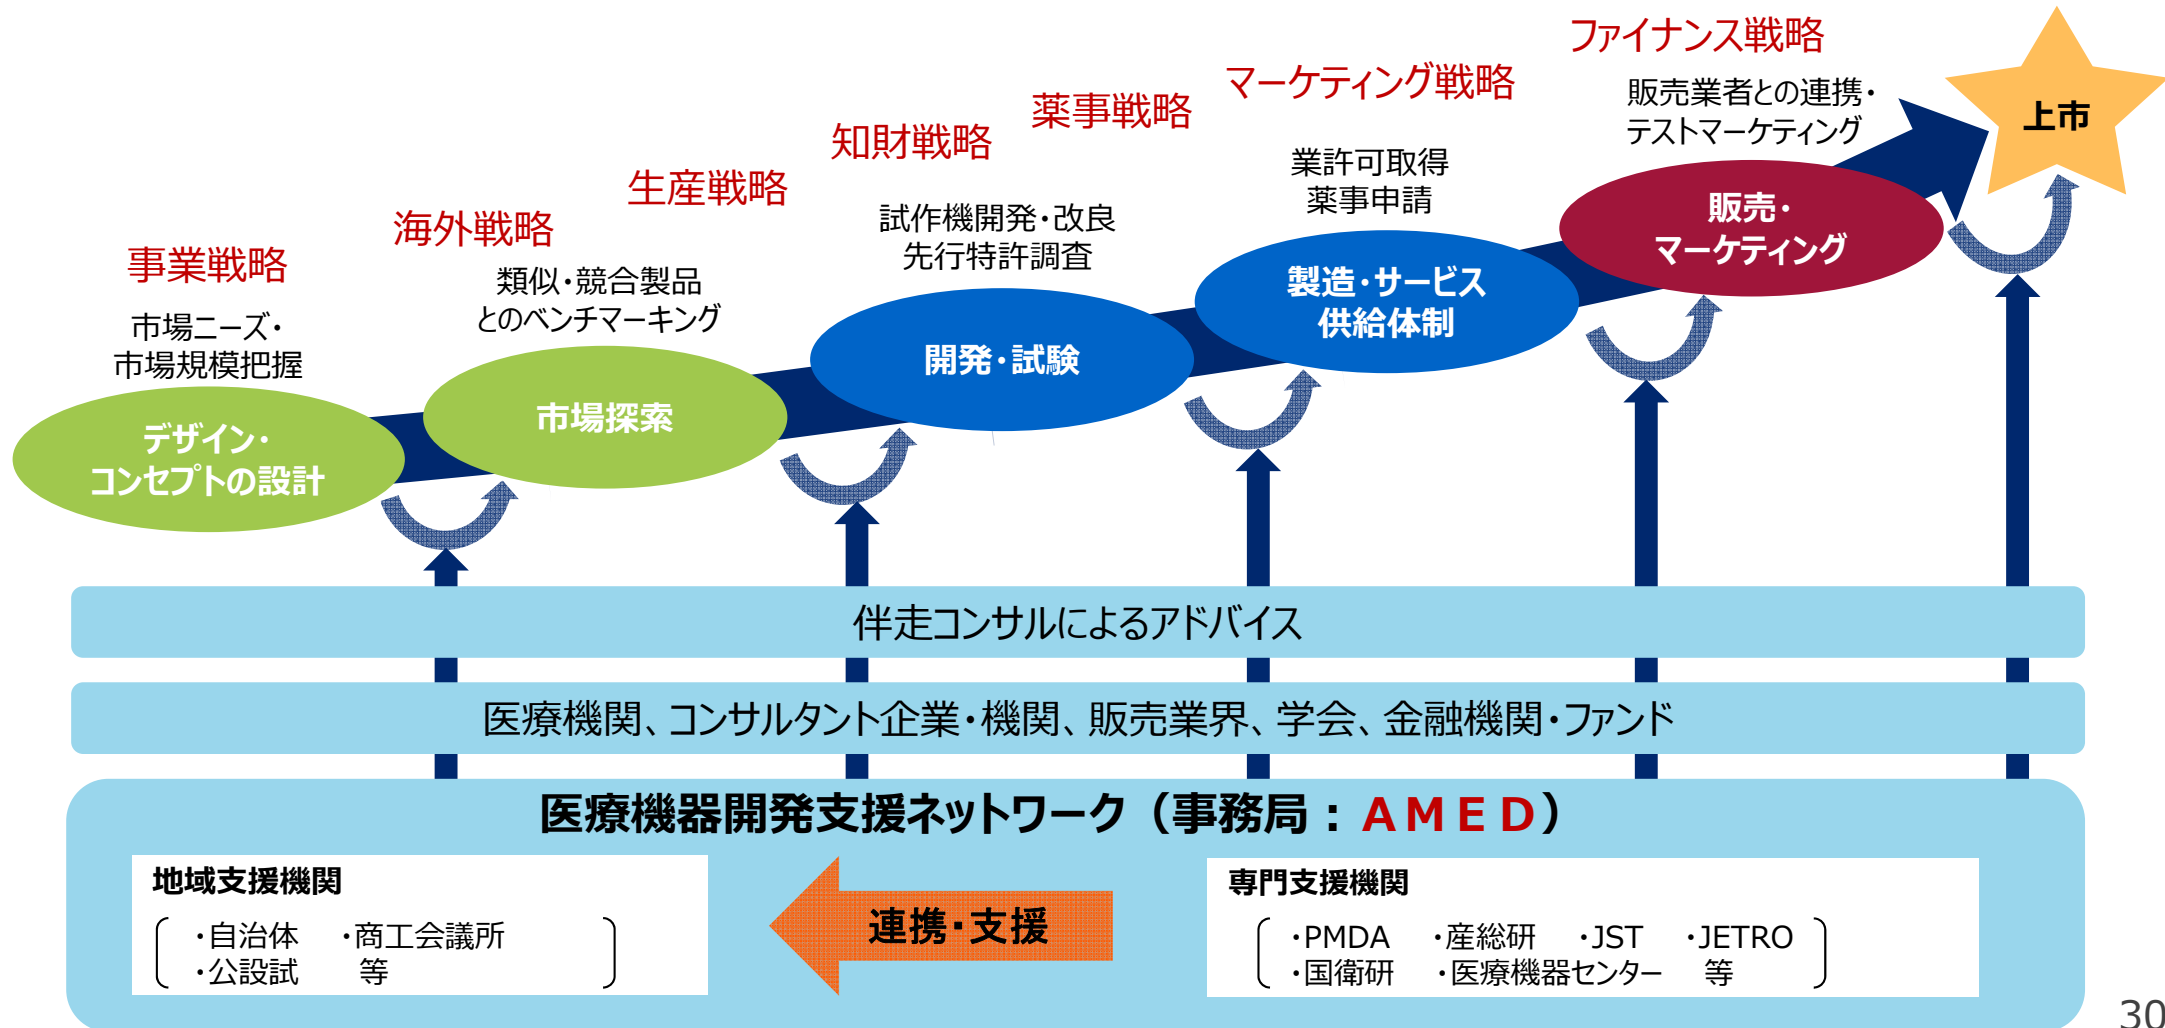 事業戦略
海外戦略
生産戦略
知財戦略
薬事戦略
マーケティング戦略
ファイナンス戦略
市場ニーズ・
市場規模把握
類似・競合製品
とのベンチマーキング
試作機開発・改良
先行特許調査
業許可取得
薬事申請
販売業者との連携・
テストマーケティング
デザイン・
コンセプトの設計
市場探索
開発・試験
製造・サービス
供給体制
販売・
マーケティング
上市
伴走コンサルによるアドバイス
医療機関、コンサルタント企業・機関、販売業界、学会、金融機関・ファンド
医療機器開発支援ネットワーク（事務局：ＡＭＥＤ）
地域支援機関
・自治体 ・商工会議所
・公設試 等
連携・支援
専門支援機関
・PMDA ・産総研 ・JST ・JETRO
・国衛研 ・医療機器センター 等
30